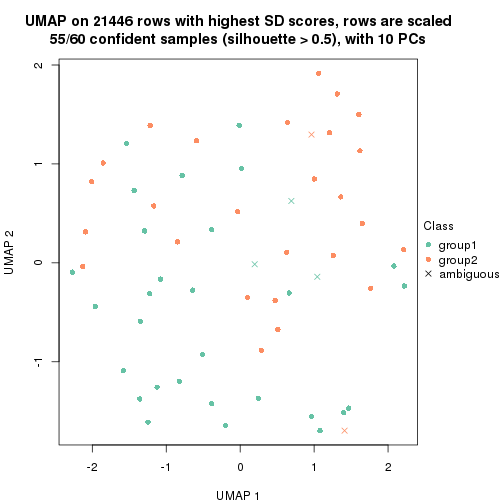 UMAP on 21446 rows with highest SD scores, rows are scaled
55/60 confident samples (silhouette > 0.5), with 10 PCs
2
1
0
-1
UMAP 2
-2
-1
0
1
2
UMAP 1
Class
group1
group2
ambiguous